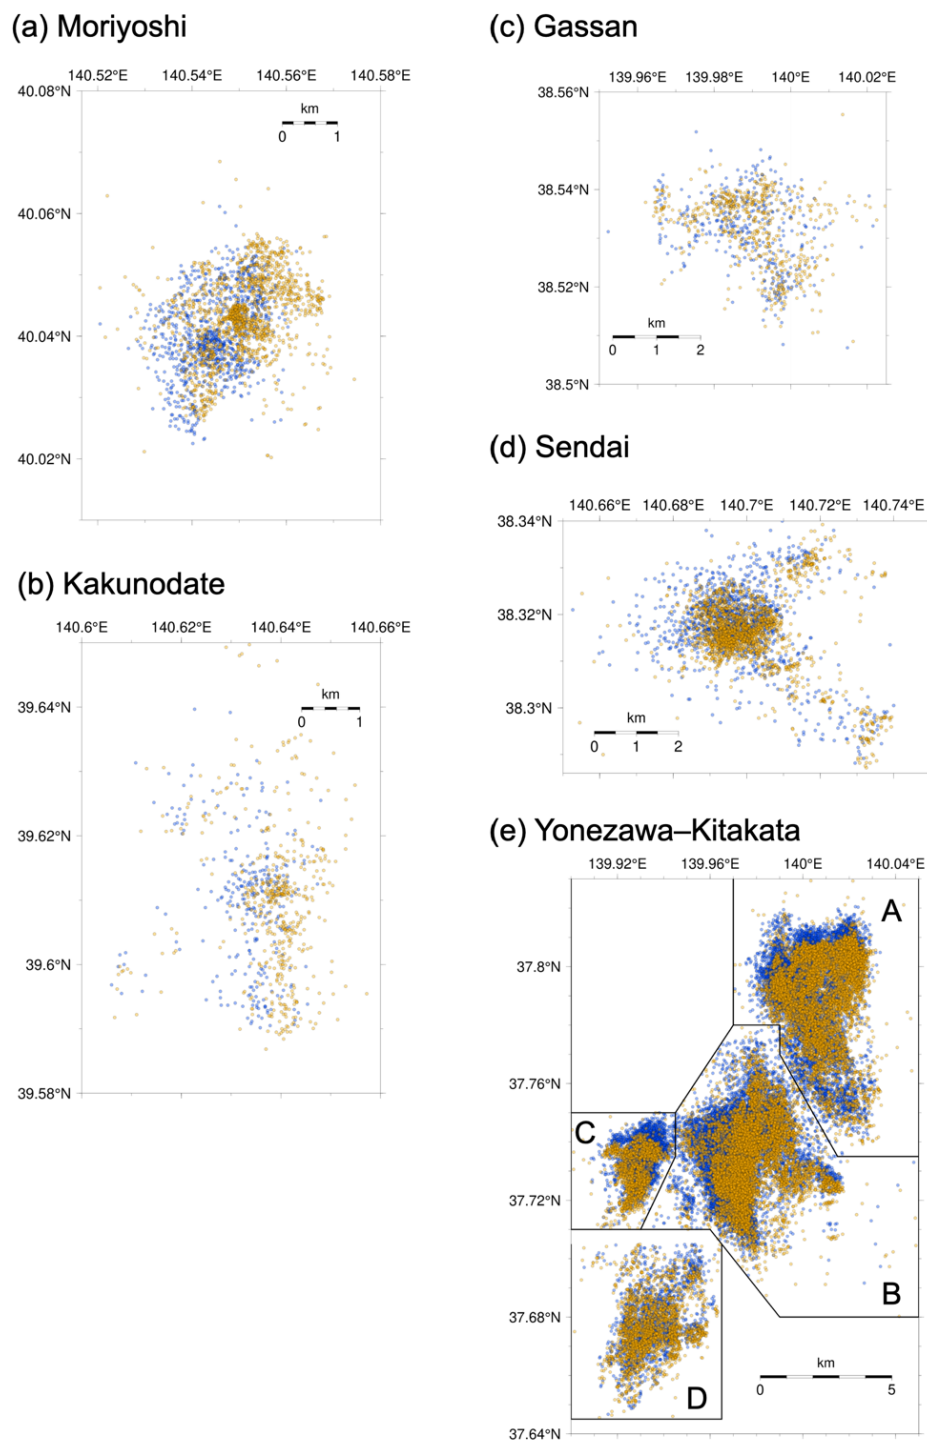 (a) Moriyoshi
140.52°E 140.54°E 140.56°E 140.58°E
40.08°N
km
0 1
40.06°N
40.04°N
40.02°N
(b) Kakunodate
140.6°E 140.62°E 140.64°E 140.66°E
km
0 1
39.64°N
39.62°N
39.6°N
39.58°N
(c) Gassan
139.96°E 139.98°E 140°E 140.02°E
38.56°N
38.54°N
38.52°N
km
0 1 2
38.5°N
(d) Sendai
140.66°E 140.68°E 140.7°E 140.72°E 140.74°E
38.34°N
38.32°N
38.3°N
km
0 1 2
(e) Yonezawa–Kitakata
139.92°E 139.96°E 140°E 140.04°E
A
37.8°N
37.76°N
C
37.72°N
B
37.68°N
km
0 5
D
37.64°N